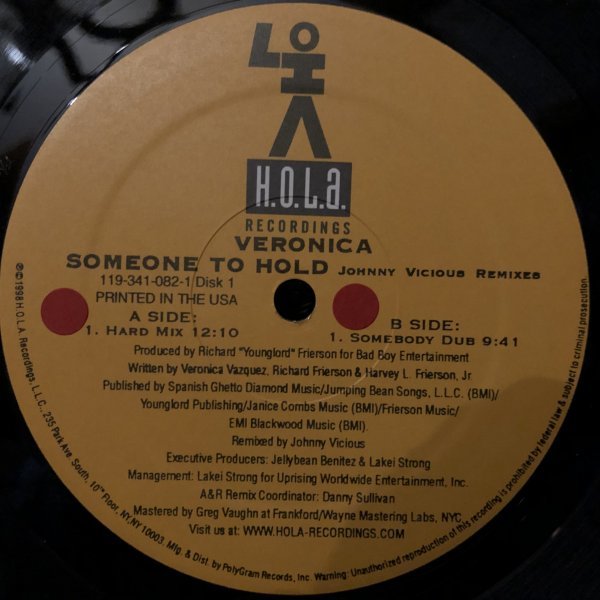 HOLA
H.O.L.a.
RECORDINGS
VERONICA
SOMEONE TO HOLD JOHNNY VICIOUS REMIXES
119-341-082-1 Disk 1
PRINTED IN THE USA
A SIDE:
1. HARD MIX 12:10
B SIDE:
1. SOMEBODY DUB 9:41
Produced by Richard "Younglord" Frierson for Bad Boy Entertainment
Written by Veronica Vazquez, Richard Frierson & Harvey L. Frierson, Jr.
Published by Spanish Ghetto Diamond Music/Jumping Bean Songs, L.L.C. (BMI)/
Younglord Publishing/Janice Combs Music (BMI)/Frierson Music/
EMI Blackwood Music (BMI).
Remixed by Johnny Vicious
Executive Producers: Jellybean Benitez & Lakei Strong
Management: Lakei Strong for Uprising Worldwide Entertainment, Inc.
A&R Remix Coordinator: Danny Sullivan
Mastered by Greg Vaughn at Frankford/Wayne Mastering Labs, NYC
Visit us at: WWW.HOLA-RECORDINGS.COM
℗© 1998 H.O.L.A. Recordings, L.L.C., 235 Park Ave. South, 10th Floor, NY, NY 10003. Mfg. & Dist. by PolyGram Records, Inc. Warning: Unauthorized reproduction of this recording is prohibited by federal law & subject to criminal prosecution.